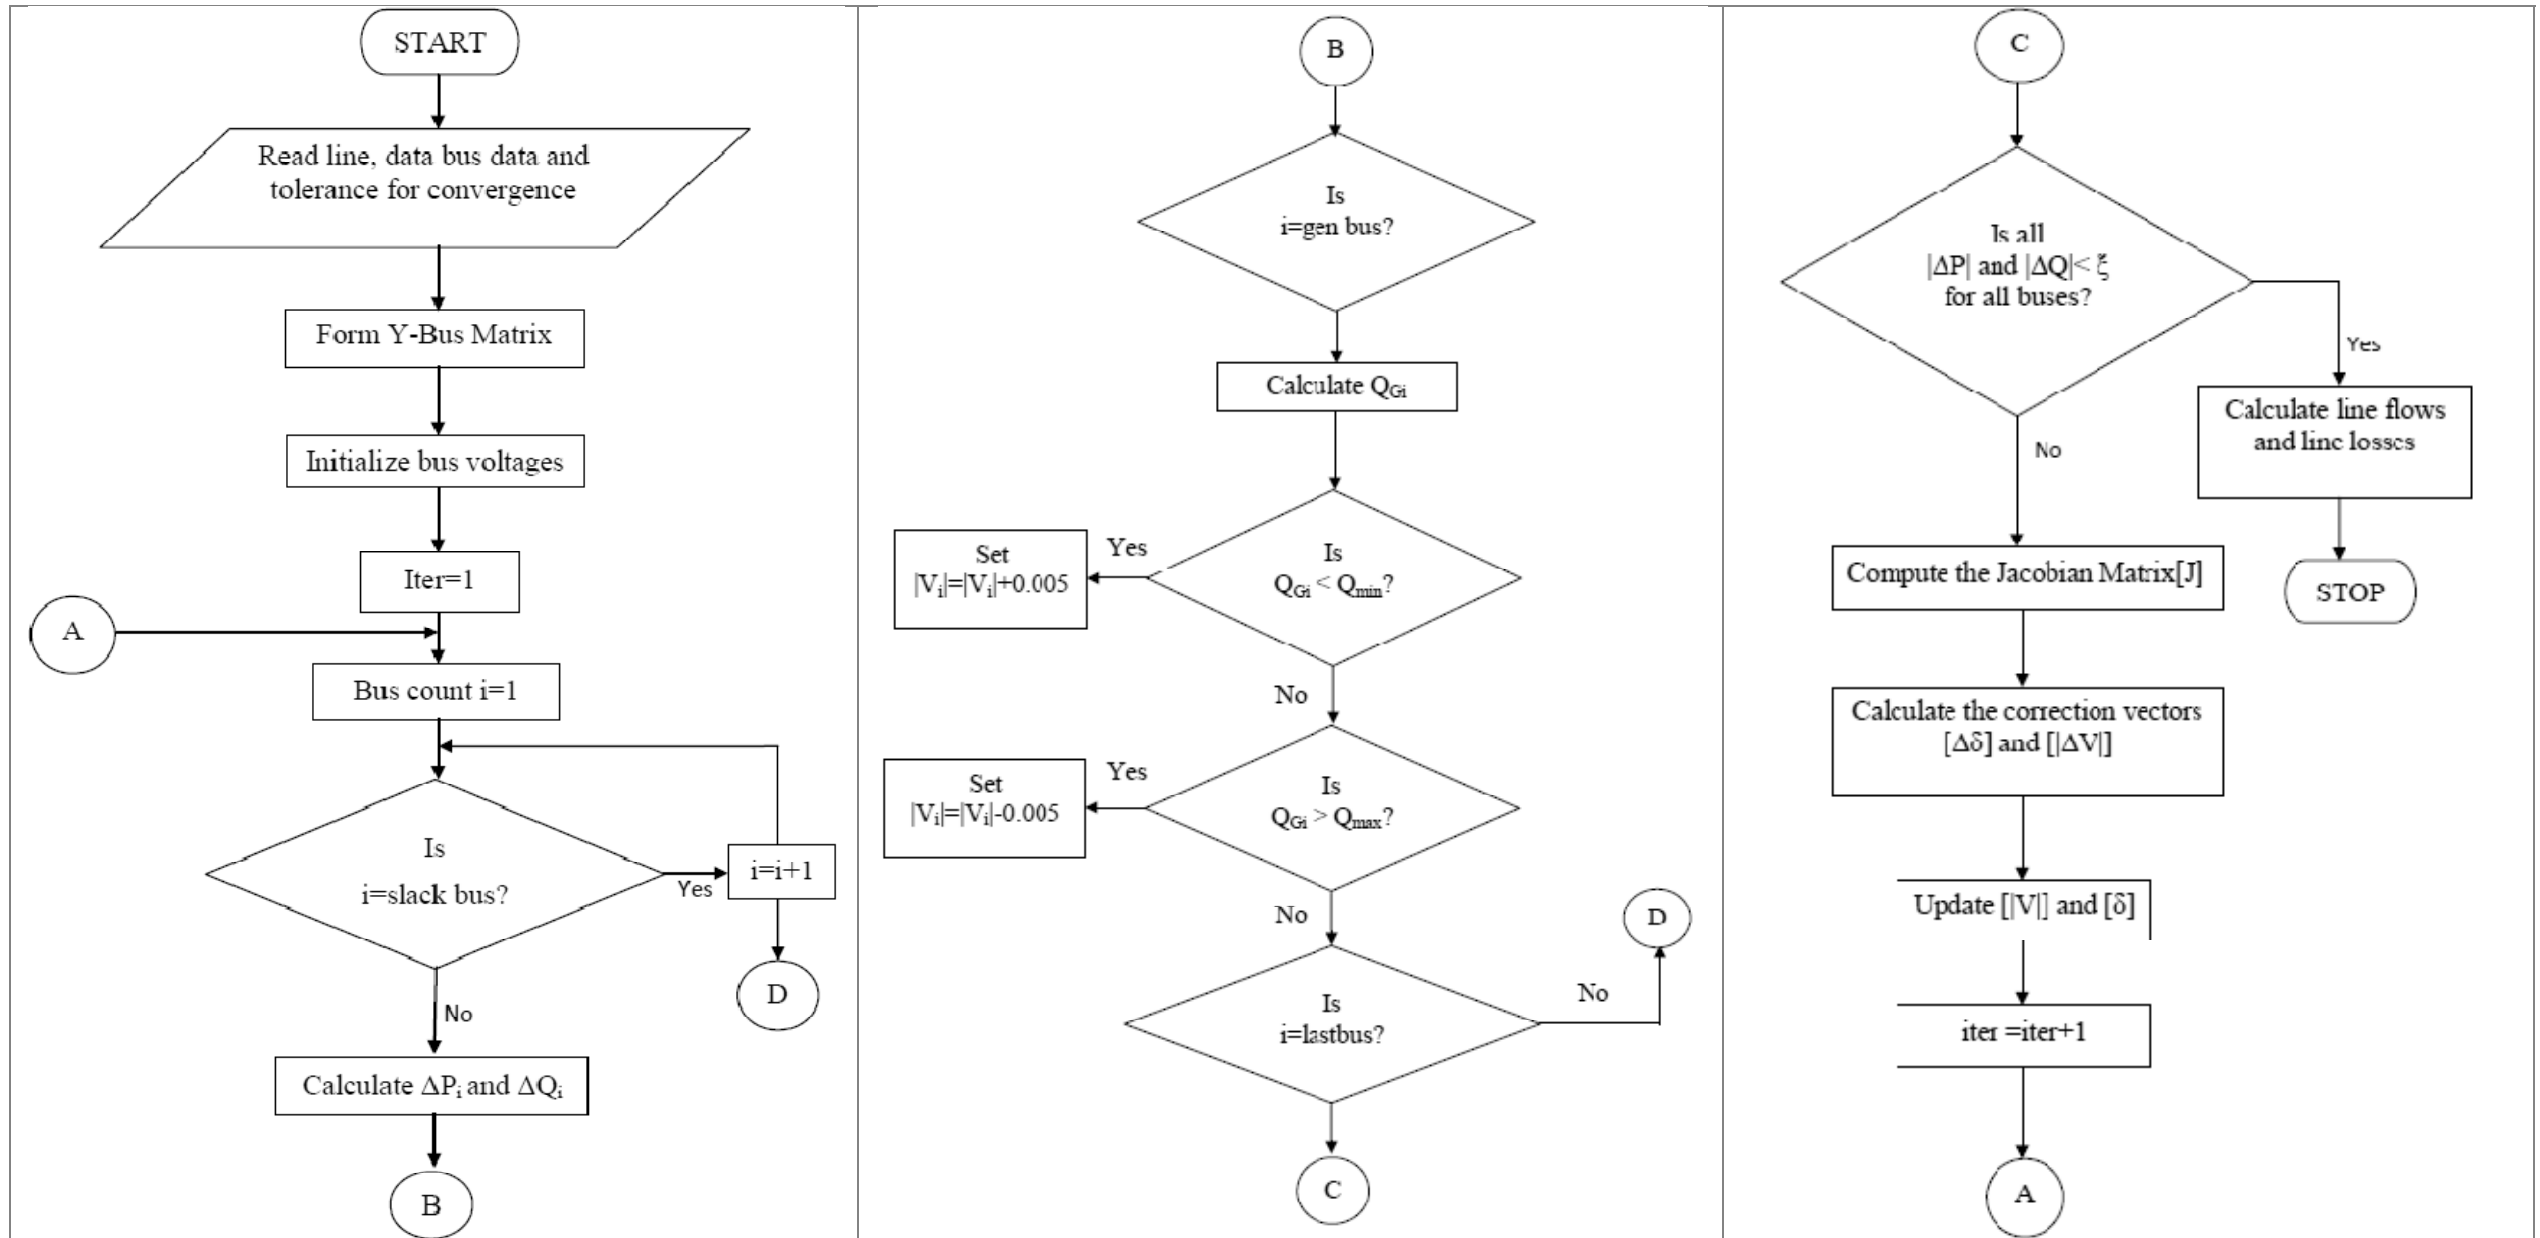 START
Read line, data bus data and
tolerance for convergence
Form Y-Bus Matrix
Initialize bus voltages
Iter=1
A
Bus count i=1
Is
i=slack bus?
Yes
i=i+1
D
No
Calculate ΔPi and ΔQi
B
B
Is
i=gen bus?
Calculate QGi
Is
QGi < Qmin?
Yes
Set
|Vi|=|Vi|+0.005
No
Is
QGi > Qmax?
Yes
Set
|Vi|=|Vi|-0.005
No
Is
i=lastbus?
No
D
C
C
Is all
|ΔP| and |ΔQ|< ξ
for all buses?
Yes
Calculate line flows
and line losses
STOP
No
Compute the Jacobian Matrix[J]
Calculate the correction vectors
[Δδ] and [|ΔV|]
Update [|V|] and [δ]
iter =iter+1
A